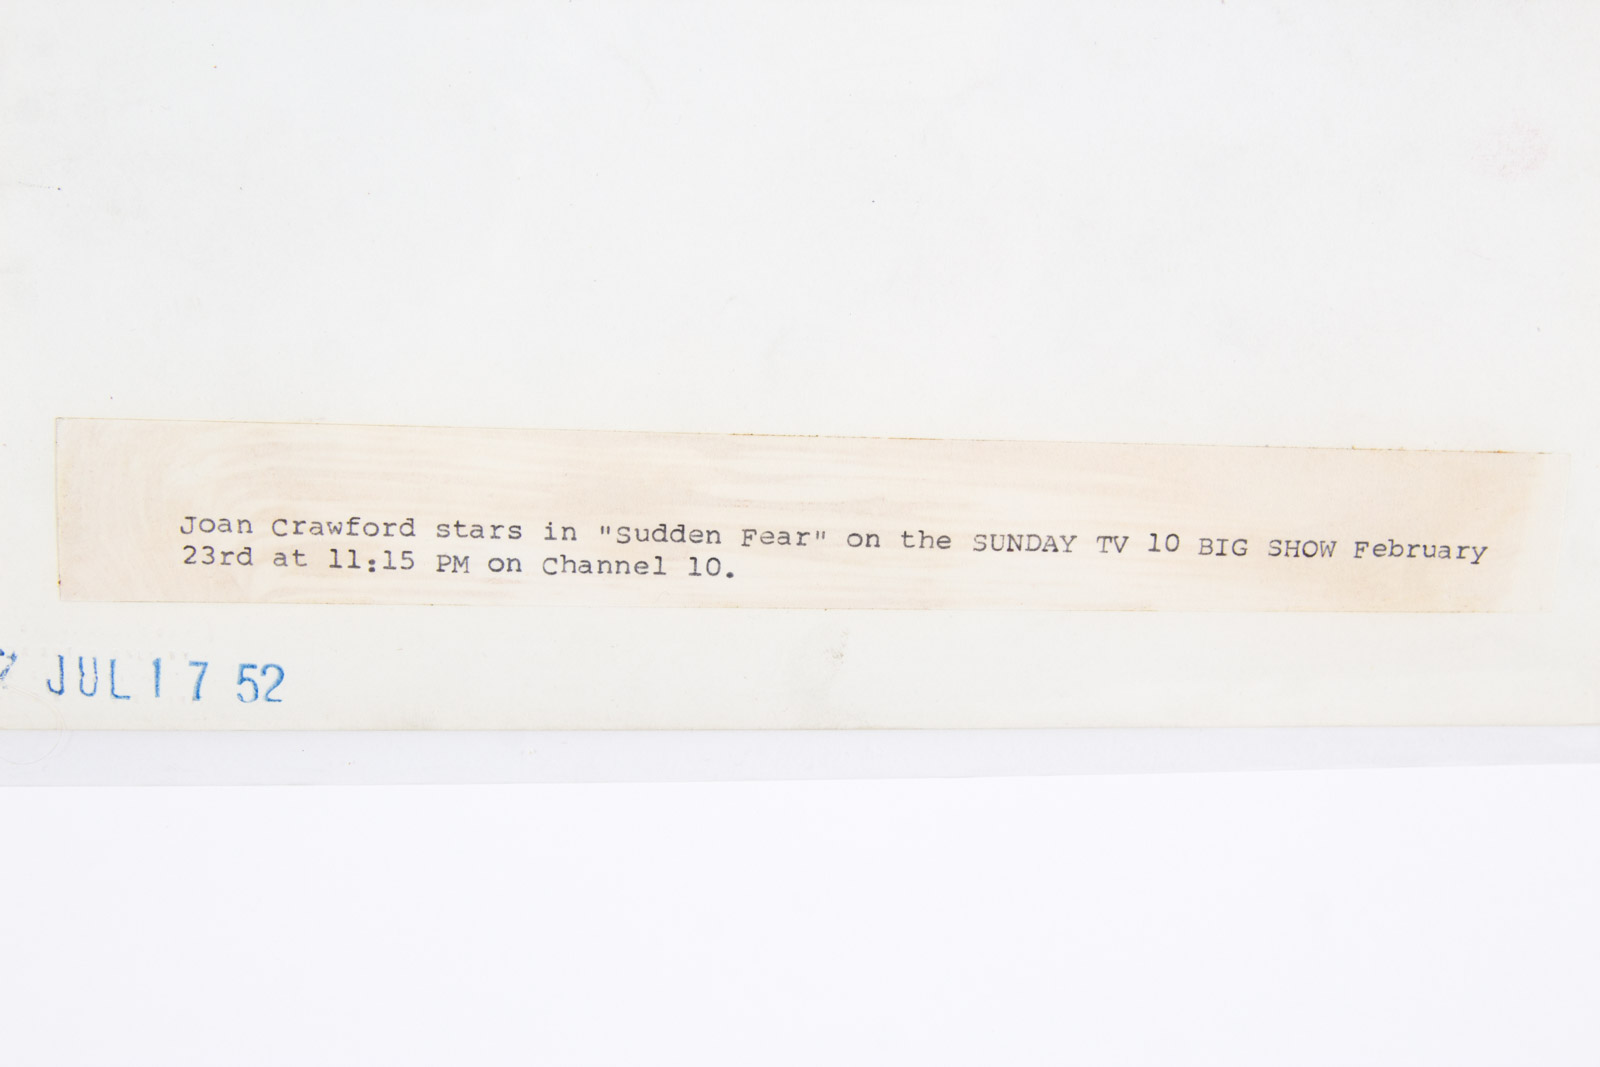 Joan Crawford stars in "Sudden Fear" on the SUNDAY TV 10 BIG SHOW February
23rd at 11:15 PM on Channel 10.
JUL 17 52